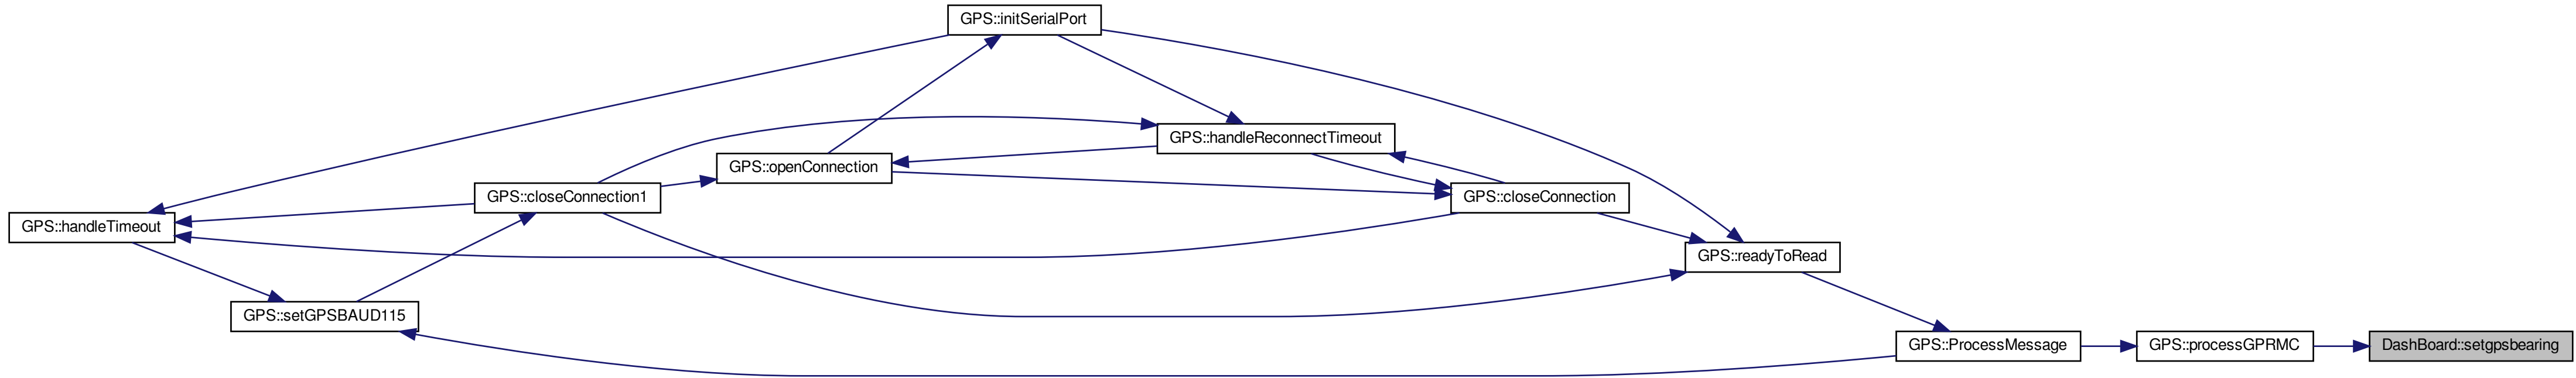 GPS::initSerialPort
GPS::handleReconnectTimeout
GPS::openConnection
GPS::closeConnection1
GPS::closeConnection
GPS::handleTimeout
GPS::readyToRead
GPS::setGPSBAUD115
GPS::ProcessMessage
GPS::processGPRMC
DashBoard::setgpsbearing